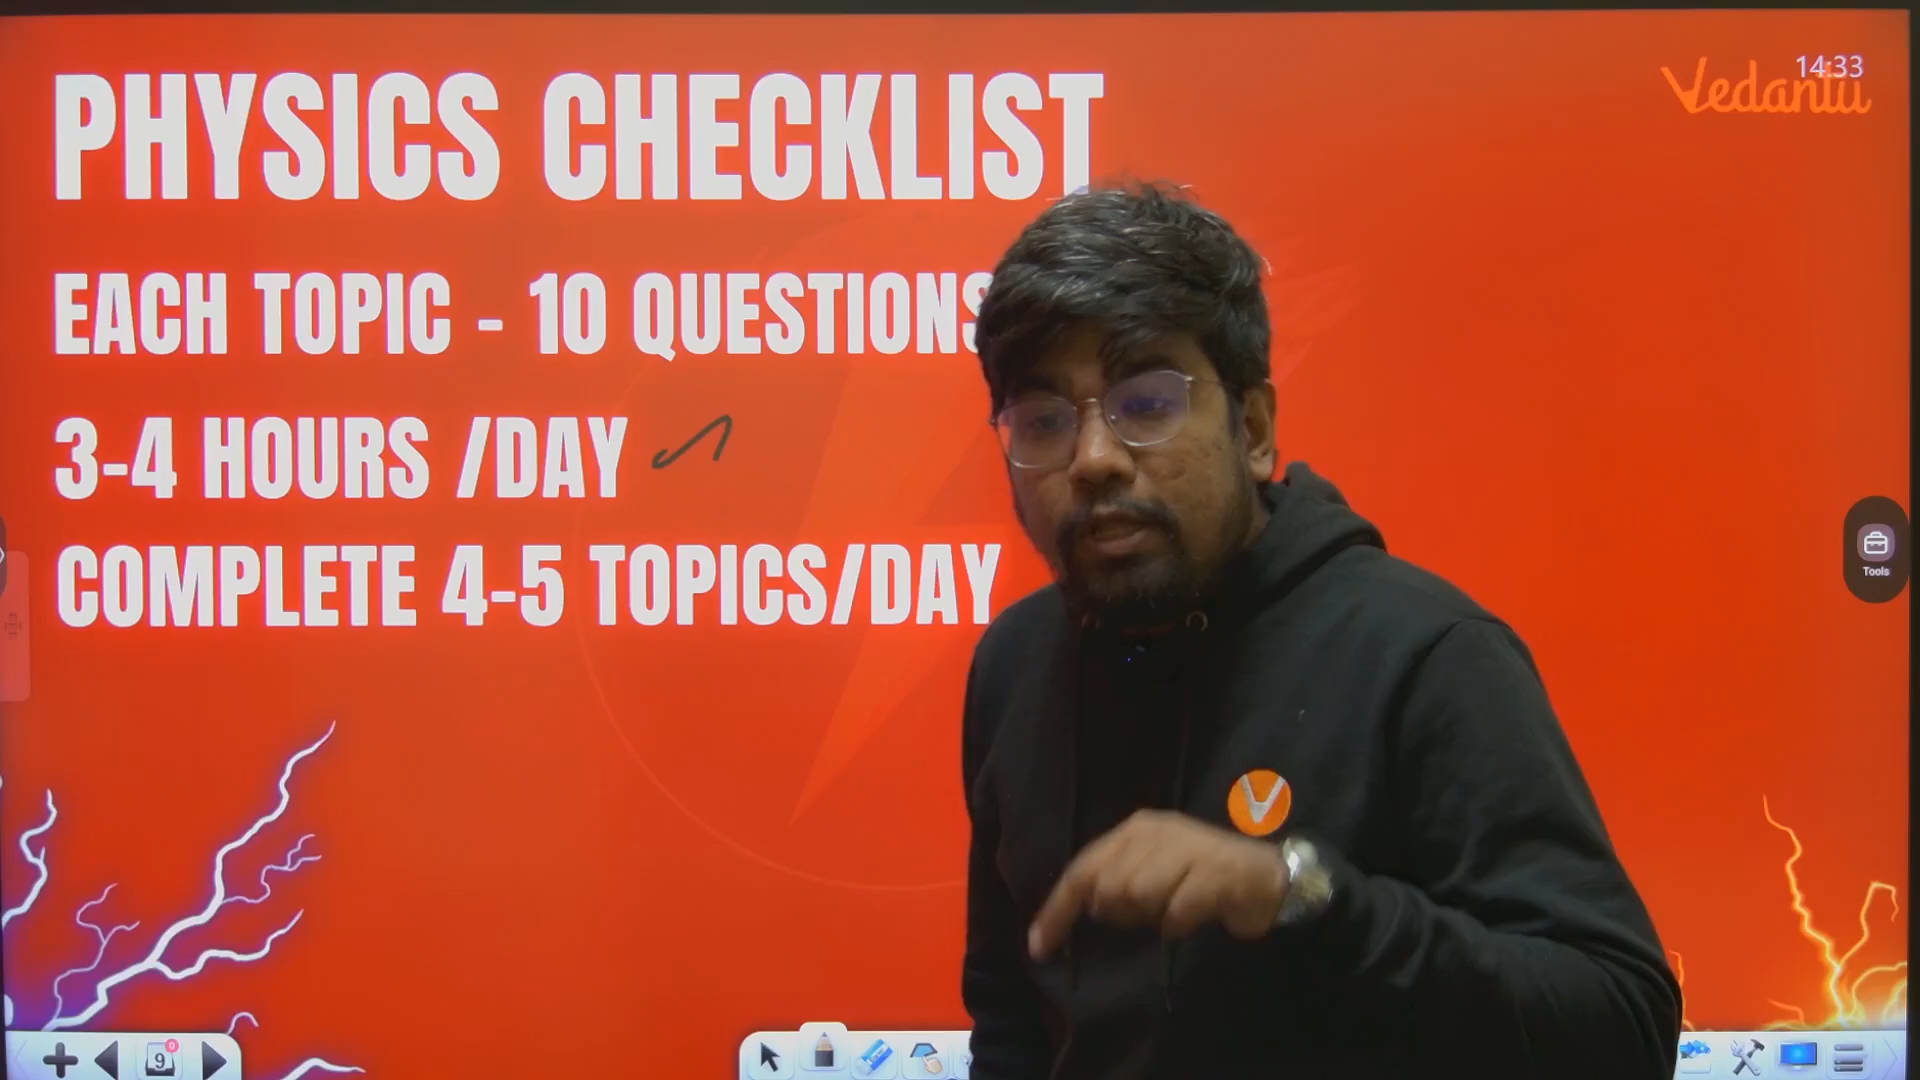 PHYSICS CHECKLIST
14:33
Vedantu
EACH TOPIC - 10 QUESTIONS
3-4 HOURS /DAY
COMPLETE 4-5 TOPICS/DAY
Tools
V
9
0